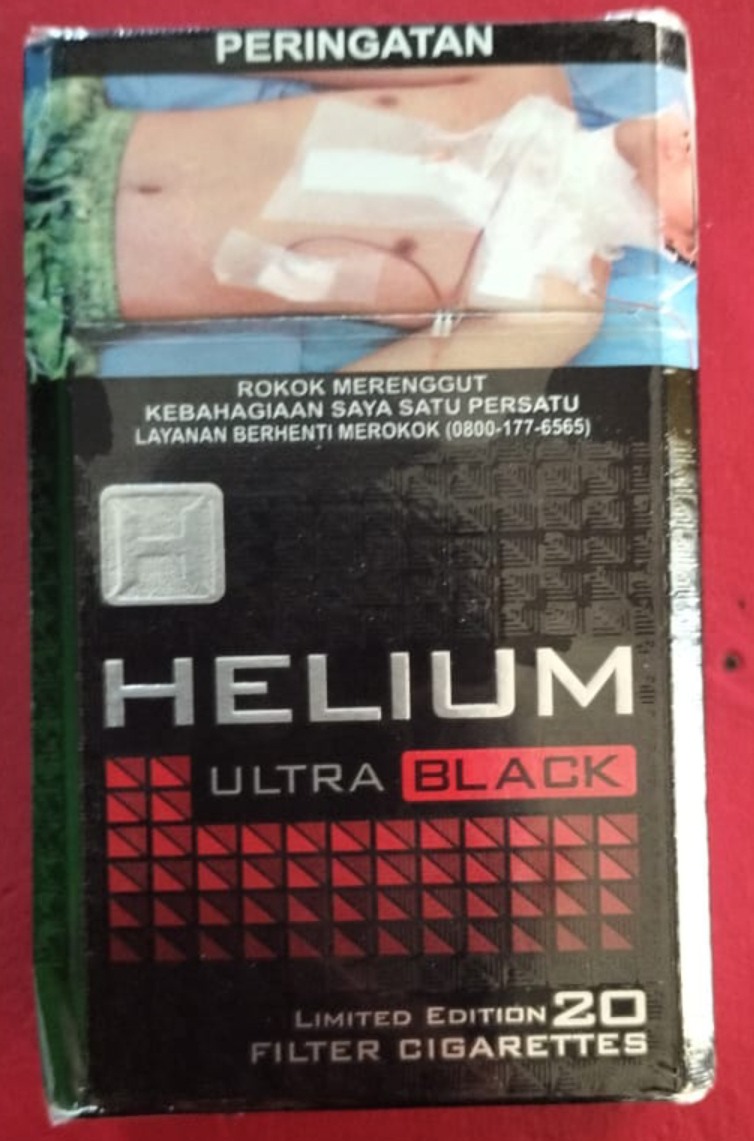 PERINGATAN
ROKOK MERENGGUT
KEBAHAGIAAN SAYA SATU PERSATU
LAYANAN BERHENTI MEROKOK (0800-177-6565)
H
HELIUM
ULTRA BLACK
LIMITED EDITION 20
FILTER CIGARETTES